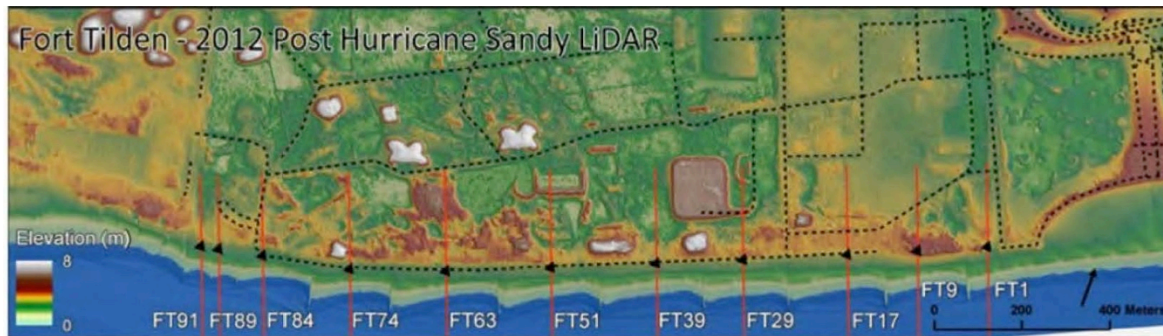 Fort Tilden - 2012 Post Hurricane Sandy LiDAR
Elevation (m)
8
0
FT91 FT89 FT84 FT74 FT63 FT51 FT39 FT29 FT17 FT9 FT1
0 200 400 Meters